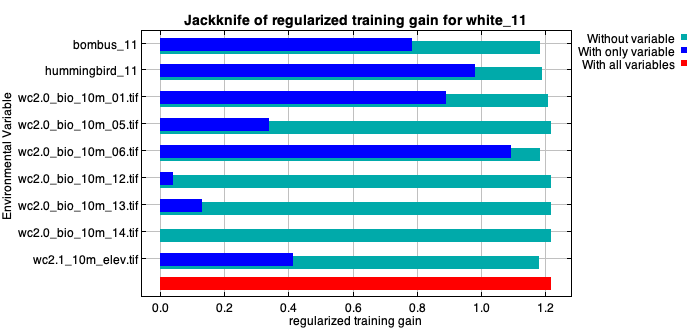 Jackknife of regularized training gain for white_11
Without variable
With only variable
With all variables
Environmental Variable
bombus_11
hummingbird_11
wc2.0_bio_10m_01.tif
wc2.0_bio_10m_05.tif
wc2.0_bio_10m_06.tif
wc2.0_bio_10m_12.tif
wc2.0_bio_10m_13.tif
wc2.0_bio_10m_14.tif
wc2.1_10m_elev.tif
0.0 0.2 0.4 0.6 0.8 1.0 1.2
regularized training gain